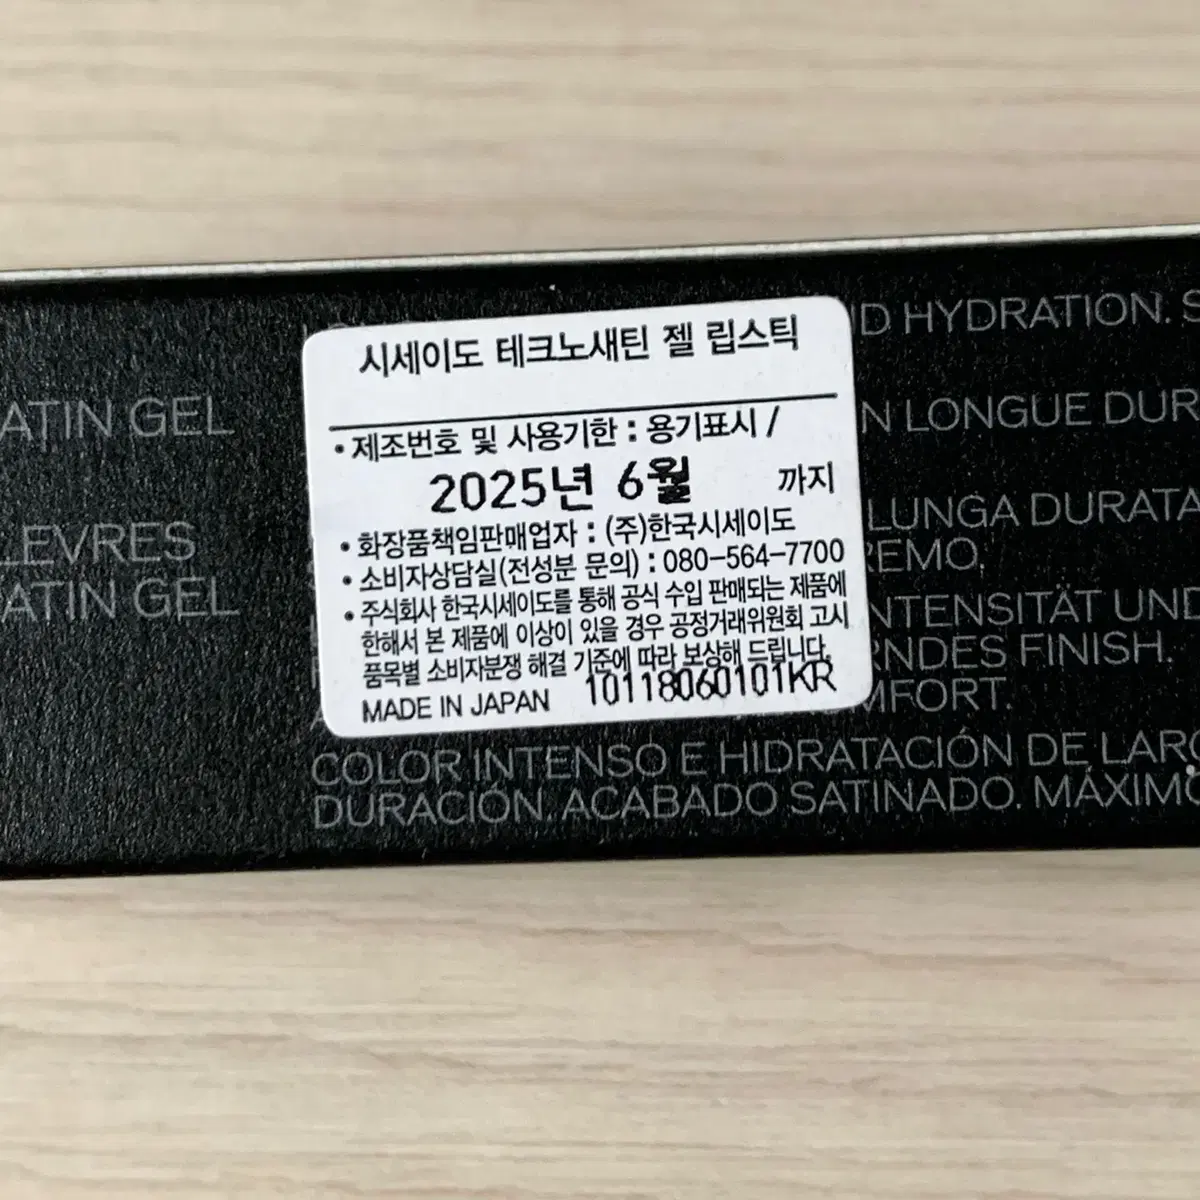 ATIN GEL
LEVRES
ATIN GEL
시세이도 테크노새틴 젤 립스틱
• 제조번호 및 사용기한 : 용기표시 /
2025년 6월 까지
• 화장품책임판매업자 : (주)한국시세이도
• 소비자상담실(전성분 문의) : 080-564-7700
• 주식회사 한국시세이도를 통해 공식 수입 판매되는 제품에
한해서 본 제품에 이상이 있을 경우 공정거래위원회 고시
품목별 소비자분쟁 해결 기준에 따라 보상해 드립니다.
MADE IN JAPAN 10118060101KR
D HYDRATION. S
N LONGUE DUR
LUNGA DURATA
REMO
NTENSITÄT UND
RNDES FINISH.
MFORT.
COLOR INTENSO E HIDRATACIÓN DE LARG
DURACIÓN. ACABADO SATINADO. MÁXIMO